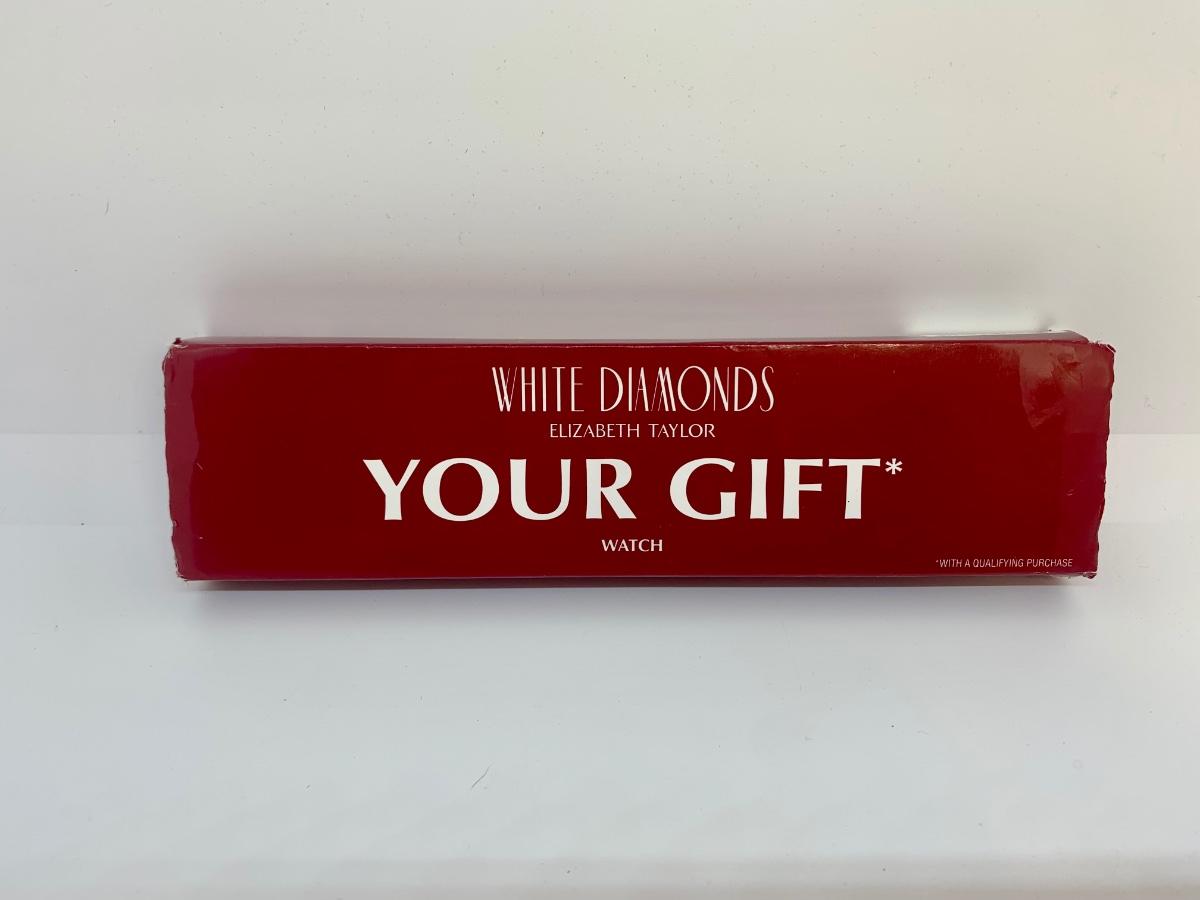 WHITE DIAMONDS
ELIZABETH TAYLOR
YOUR GIFT*
WATCH
*WITH A QUALIFYING PURCHASE